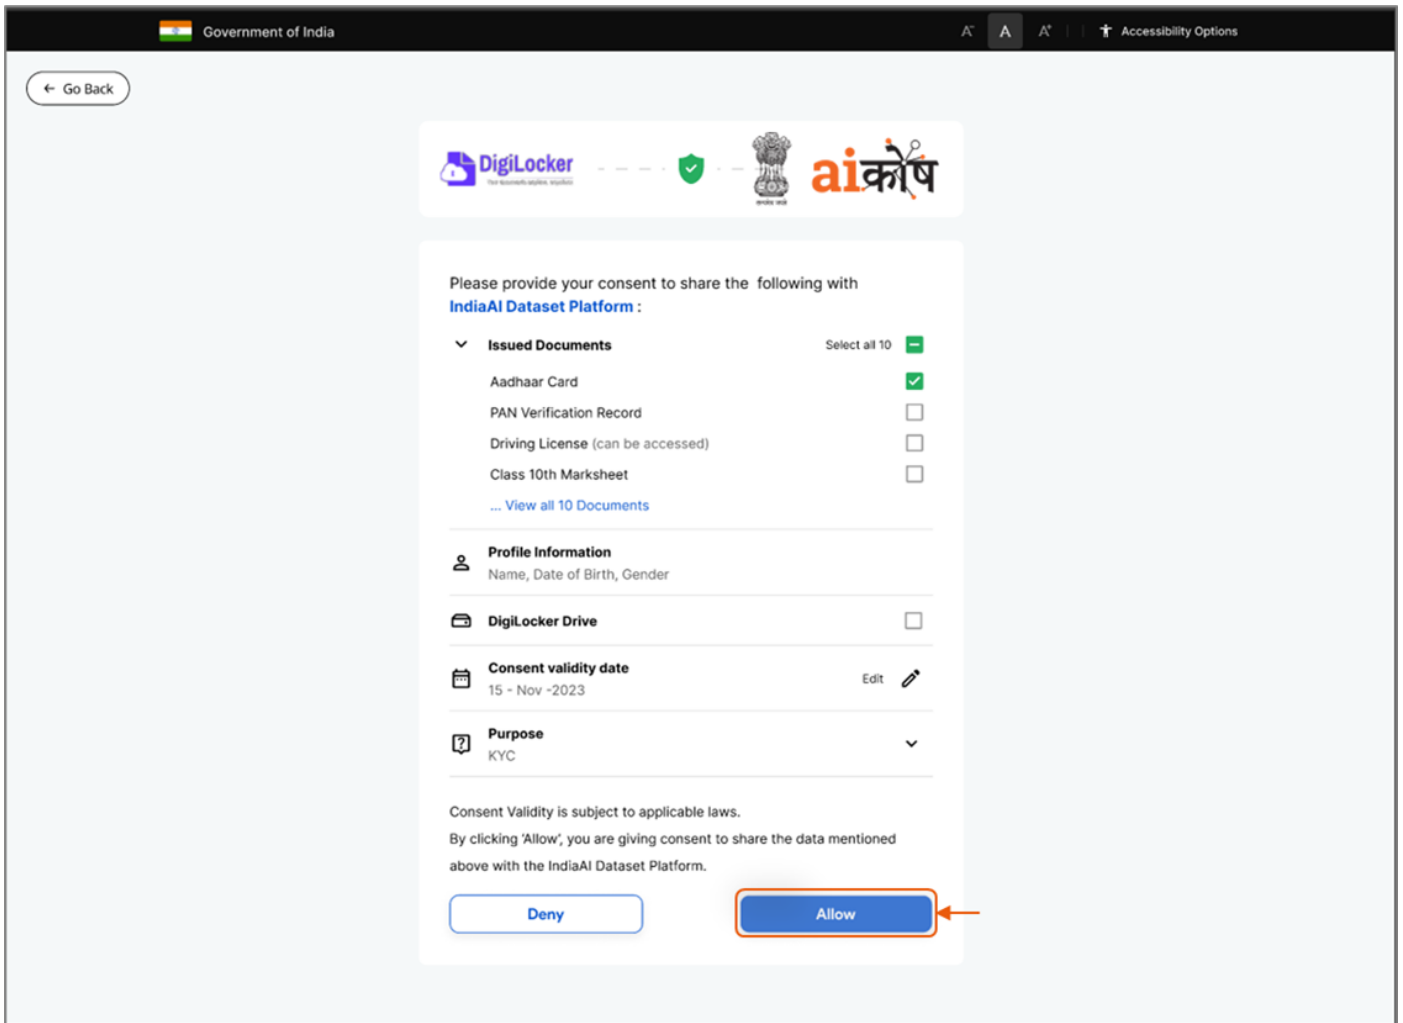 Government of India
A- A A+ Accessibility Options
← Go Back
DigiLocker
सत्यमेव जयते
aiकोष
Please provide your consent to share the following with
IndiaAI Dataset Platform :
Issued Documents Select all 10
Aadhaar Card
PAN Verification Record
Driving License (can be accessed)
Class 10th Marksheet
... View all 10 Documents
Profile Information
Name, Date of Birth, Gender
DigiLocker Drive
Consent validity date
15 - Nov -2023
Edit
Purpose
KYC
Consent Validity is subject to applicable laws.
By clicking ‘Allow’, you are giving consent to share the data mentioned
above with the IndiaAI Dataset Platform.
Deny Allow